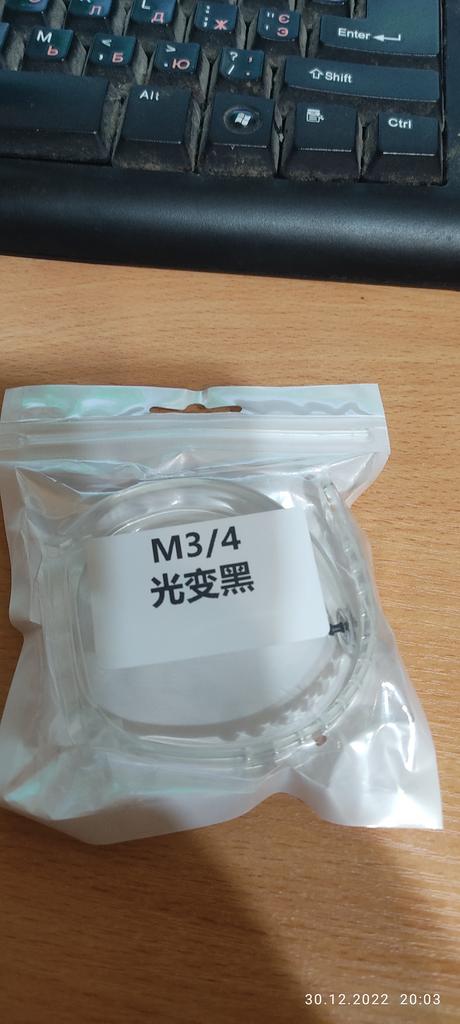 L Д : ; Ж " Є ' Э Enter
М Ь < , Б > . Ю ? / . Shift
Alt Ctrl
M3/4
光变黑
30.12.2022 20:03